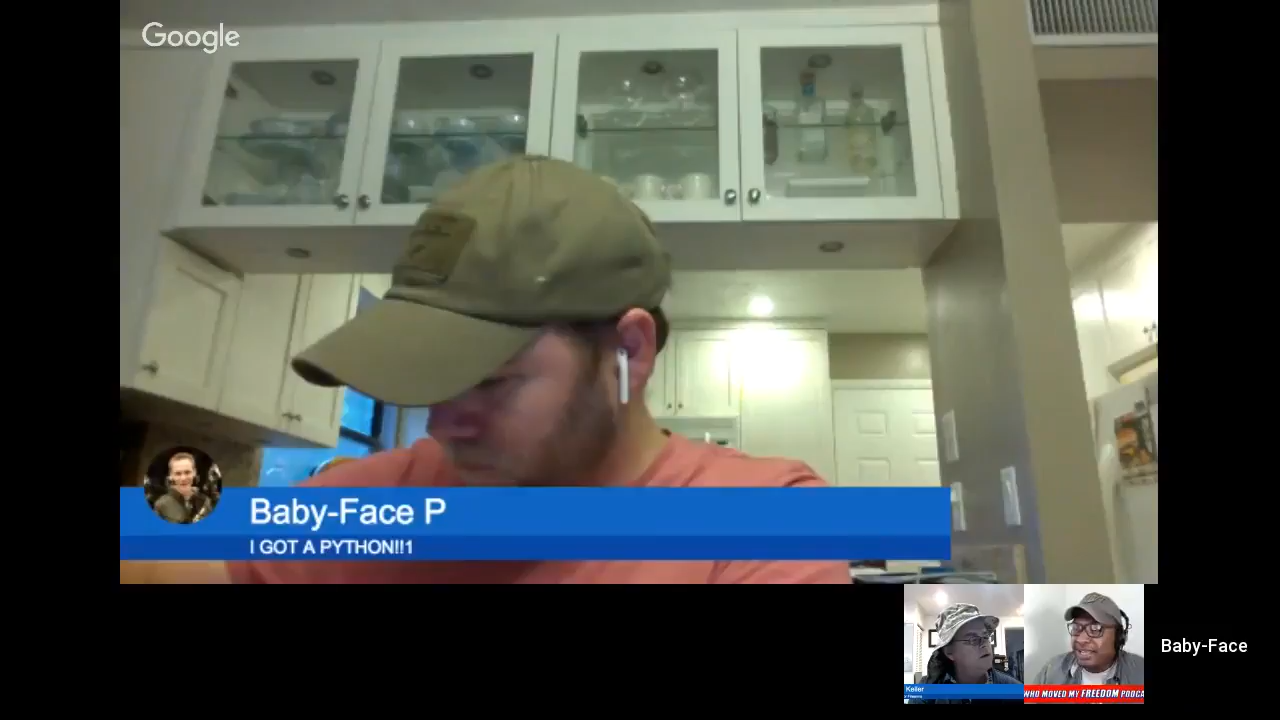 Google
Baby-Face P
I GOT A PYTHON!!1
Keller
WHO MOVED MY FREEDOM PODCA
Baby-Face